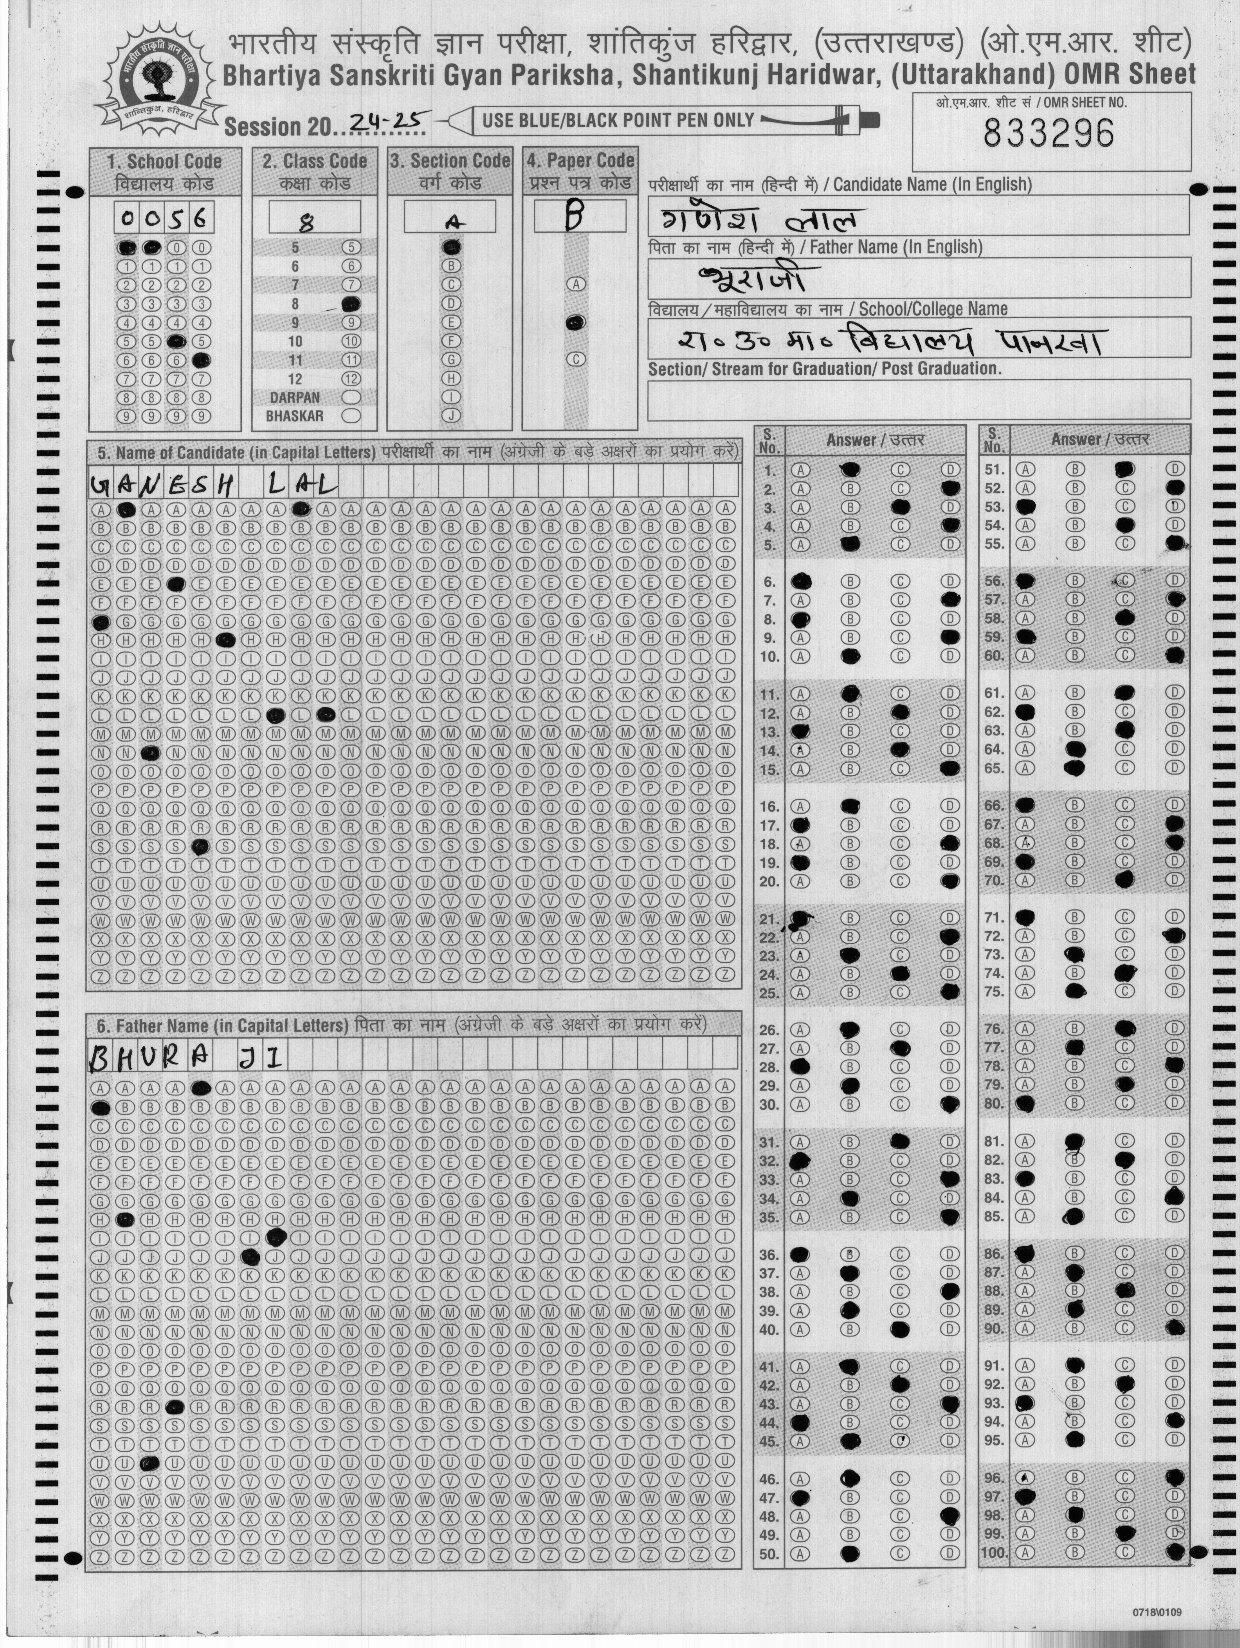 भारतीय संस्कृति ज्ञान परीक्षा, शांतिकुंज हरिद्वार, (उत्तराखण्ड) (ओ.एम.आर. शीट)
Bhartiya Sanskriti Gyan Pariksha, Shantikunj Haridwar, (Uttarakhand) OMR Sheet
Session 20 24-25
USE BLUE/BLACK POINT PEN ONLY
ओ.एम.आर. शीट सं / OMR SHEET NO.
833296
1. School Code
विद्यालय कोड
0056
2. Class Code
कक्षा कोड
8
5
6
7
8
9
10
11
12
DARPAN
BHASKAR
3. Section Code
वर्ग कोड
A
4. Paper Code
प्रश्न पत्र कोड
B
परीक्षार्थी का नाम (हिन्दी में) / Candidate Name (In English)
गणेश लाल
पिता का नाम (हिन्दी में) / Father Name (In English)
भूराजी
विद्यालय/महाविद्यालय का नाम / School/College Name
रा० उ० मा० विद्यालय पानरवा
Section/ Stream for Graduation/ Post Graduation.
5. Name of Candidate (in Capital Letters) परीक्षार्थी का नाम (अंग्रेजी के बड़े अक्षरों का प्रयोग करें)
GANESH LAL
6. Father Name (in Capital Letters) पिता का नाम (अंग्रेजी के बड़े अक्षरों का प्रयोग करें)
BHURA JI
S. No. Answer / उत्तर
S. No. Answer / उत्तर
0718\0109